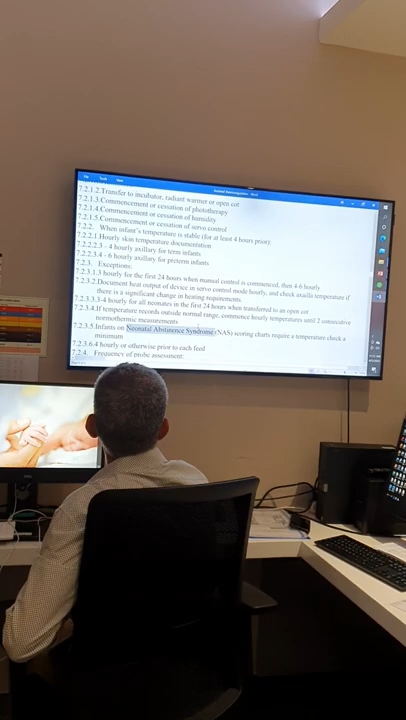 File Tools View
7.2.1.2.Transfer to incubator, radiant warmer or open cot
7.2.1.3.Commencement or cessation of phototherapy
7.2.1.4.Commencement or cessation of humidity
7.2.1.5.Commencement or cessation of servo control
7.2.2. When infant's temperature is stable (for at least 4 hours prior):
7.2.2.1.Hourly skin temperature documentation
7.2.2.2.3 - 4 hourly axillary for term infants
7.2.2.3.4 - 6 hourly axillary for preterm infants
7.2.3. Exceptions:
7.2.3.1.3 hourly for the first 24 hours when manual control is commenced, then 4-6 hourly
7.2.3.2.Document heat output of device in servo control mode hourly, and check axilla temperature if
there is a significant change in heating requirements.
7.2.3.3.3-4 hourly for all neonates in the first 24 hours when transferred to an open cot
7.2.3.4.If temperature records outside normal range, commence hourly temperatures until 2 consecutive
normothermic measurements
7.2.3.5.Infants on Neonatal Abstinence Syndrome (NAS) scoring charts require a temperature check a
minimum
7.2.3.6.4 hourly or otherwise prior to each feed
7.2.4. Frequency of probe assessment: